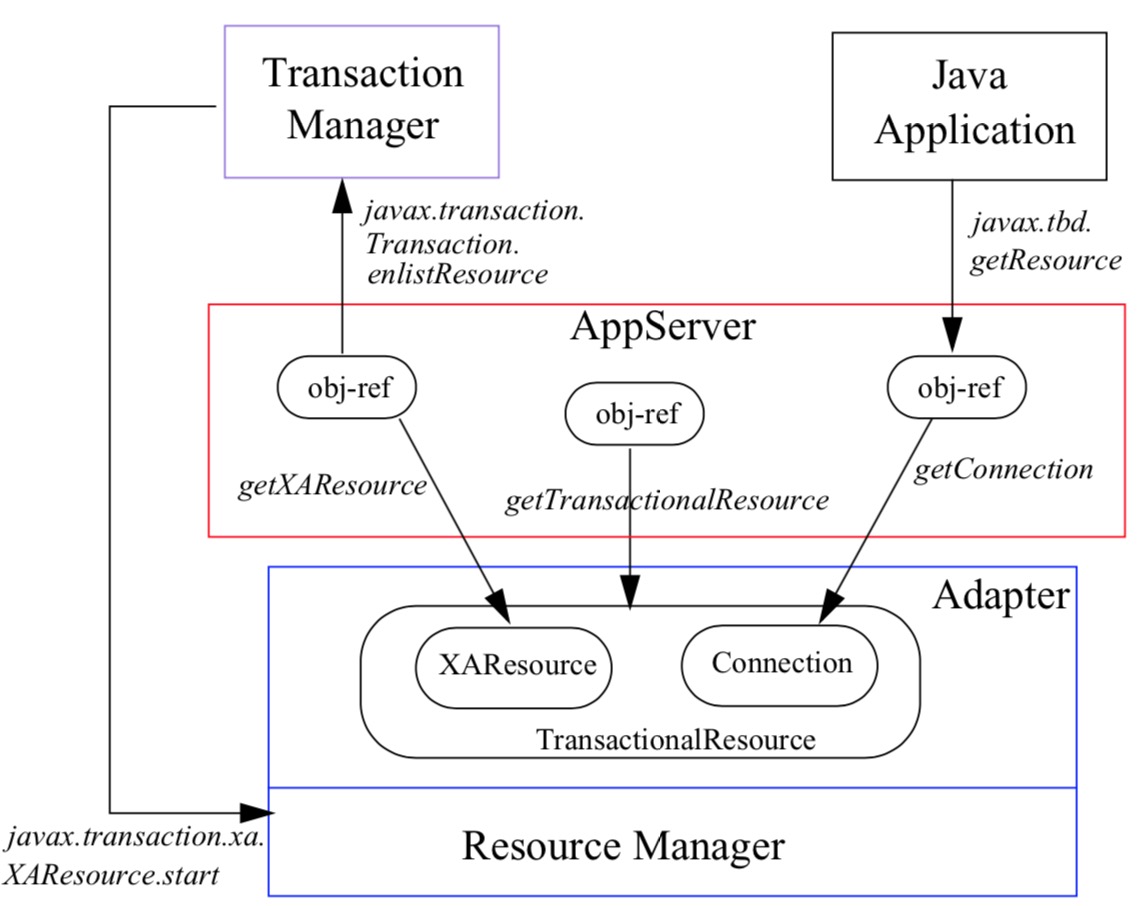 Transaction
Manager
Java
Application
javax.transaction.
Transaction.
enlistResource
javax.tbd.
getResource
AppServer
obj-ref
obj-ref
obj-ref
getXAResource
getTransactionalResource
getConnection
Adapter
XAResource
Connection
TransactionalResource
javax.transaction.xa.
XAResource.start
Resource Manager